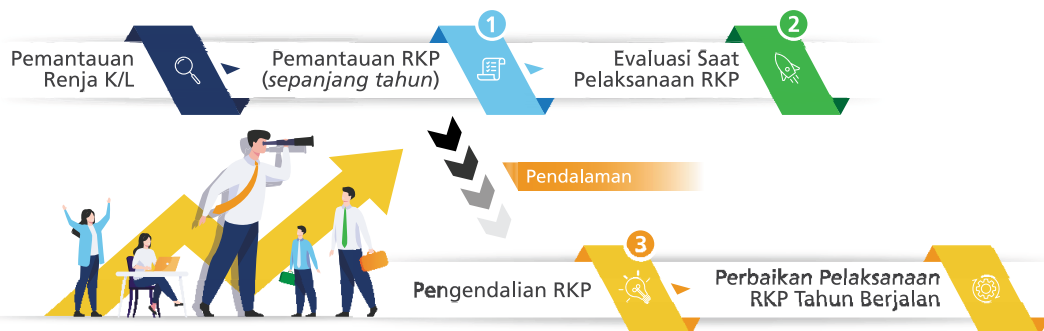 Pemantauan
Renja K/L
Pemantauan RKP
(sepanjang tahun)
1
Evaluasi Saat
Pelaksanaan RKP
2
Pendalaman
Pengendalian RKP
3
Perbaikan Pelaksanaan
RKP Tahun Berjalan